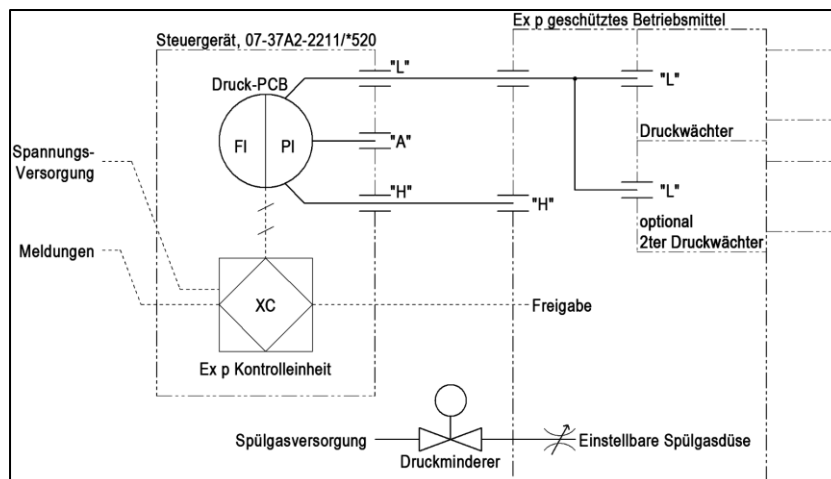 Ex p geschütztes Betriebsmittel
Steuergerät, 07-37A2-2211/*520
"L"
Druck-PCB
"L"
FI
PI
"A"
Druckwächter
Spannungs-
Versorgung
"H"
"L"
"H"
optional
2ter Druckwächter
Meldungen
XC
Freigabe
Ex p Kontrolleinheit
Spülgasversorgung
Einstellbare Spülgasdüse
Druckminderer